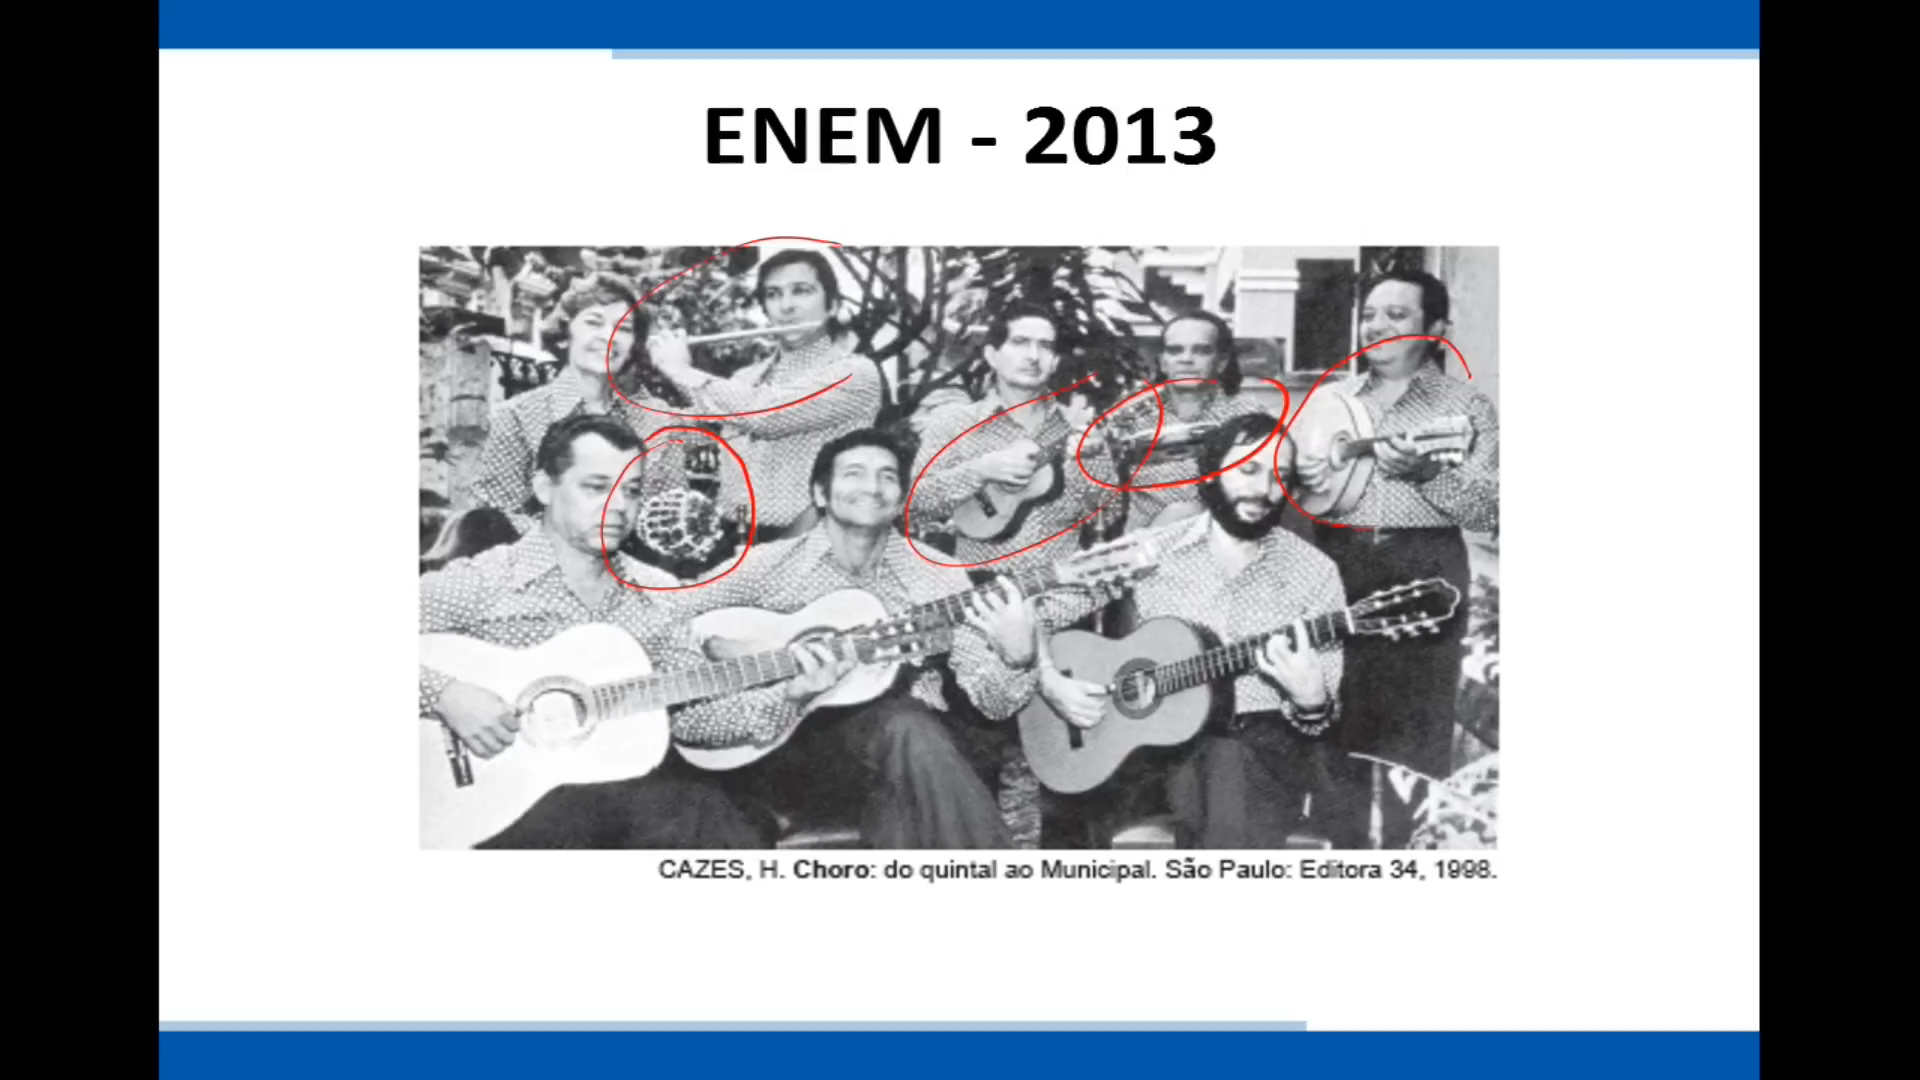 ENEM - 2013
CAZES, H. Choro: do quintal ao Municipal. São Paulo: Editora 34, 1998.